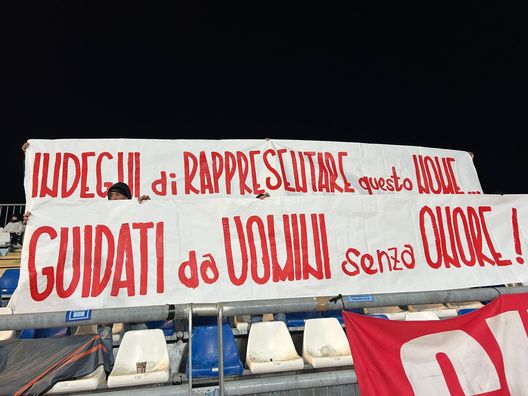 INDEGNI di RAPPRESENTARE questo NOME...
GUIDATI da UOMINI senza ONORE!